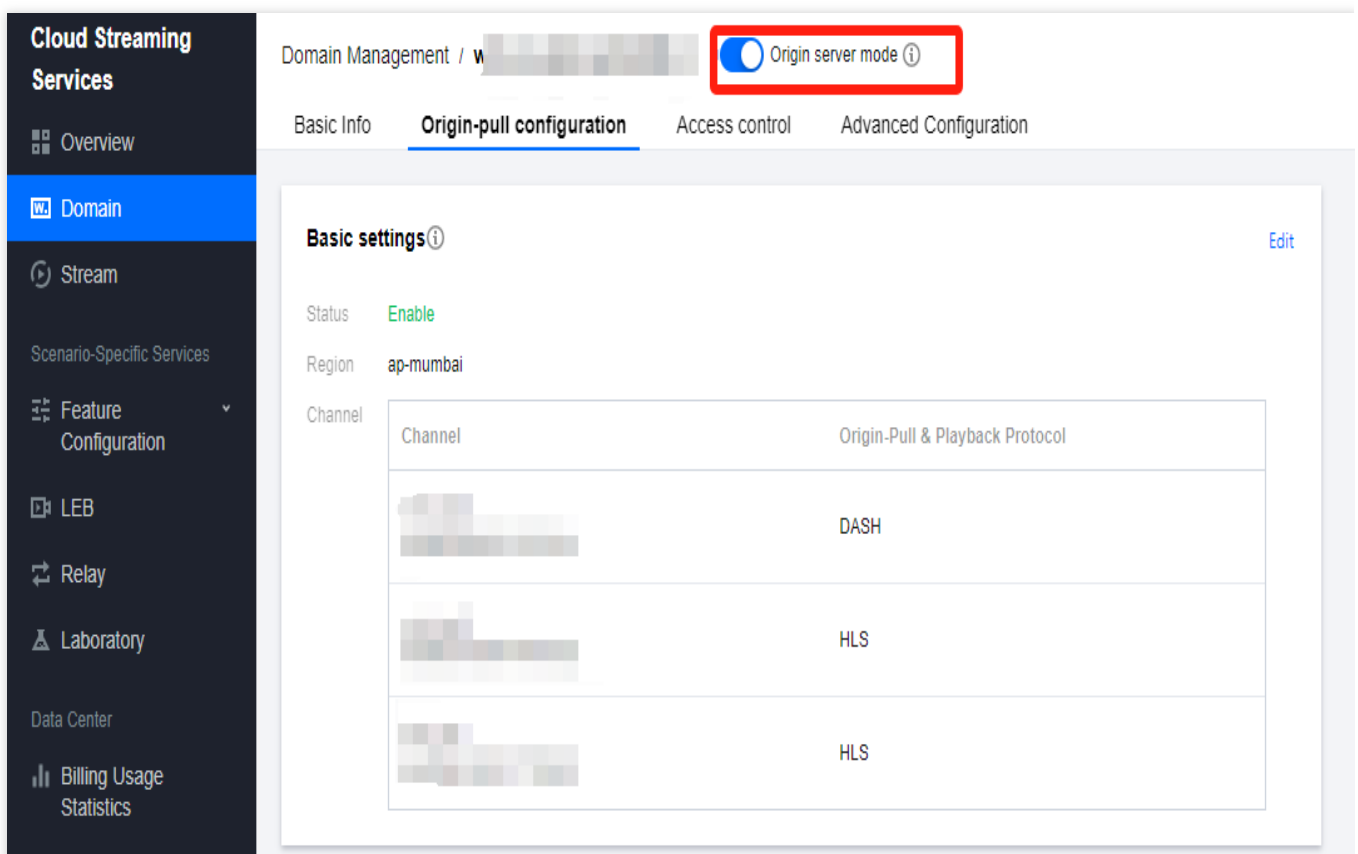 Cloud Streaming
Services
Overview
Domain
Stream
Scenario-Specific Services
Feature
Configuration
LEB
Relay
Laboratory
Data Center
Billing Usage
Statistics
Domain Management / w
Origin server mode
Basic Info
Origin-pull configuration
Access control
Advanced Configuration
Basic settings
Edit
Status
Enable
Region
ap-mumbai
Channel
Channel
Origin-Pull & Playback Protocol
DASH
HLS
HLS